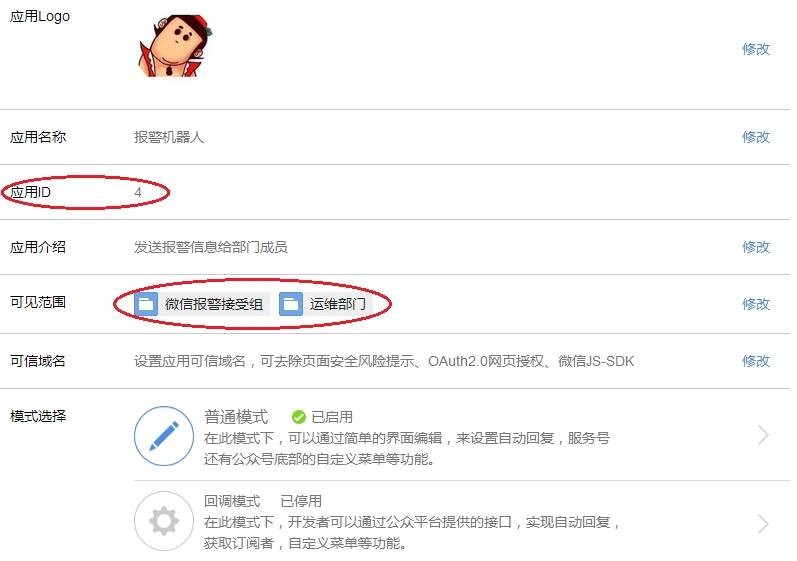 应用Logo
修改
应用名称 报警机器人 修改
应用ID 4
应用介绍 发送报警信息给部门成员 修改
可见范围 微信报警接受组 运维部门 修改
可信域名 设置应用可信域名，可去除页面安全风险提示、OAuth2.0网页授权、微信JS-SDK 修改
模式选择 普通模式 已启用
在此模式下，可以通过简单的界面编辑，来设置自动回复，服务号
还有公众号底部的自定义菜单等功能。
回调模式 已停用
在此模式下，开发者可以通过公众平台提供的接口，实现自动回复，
获取订阅者，自定义菜单等功能。